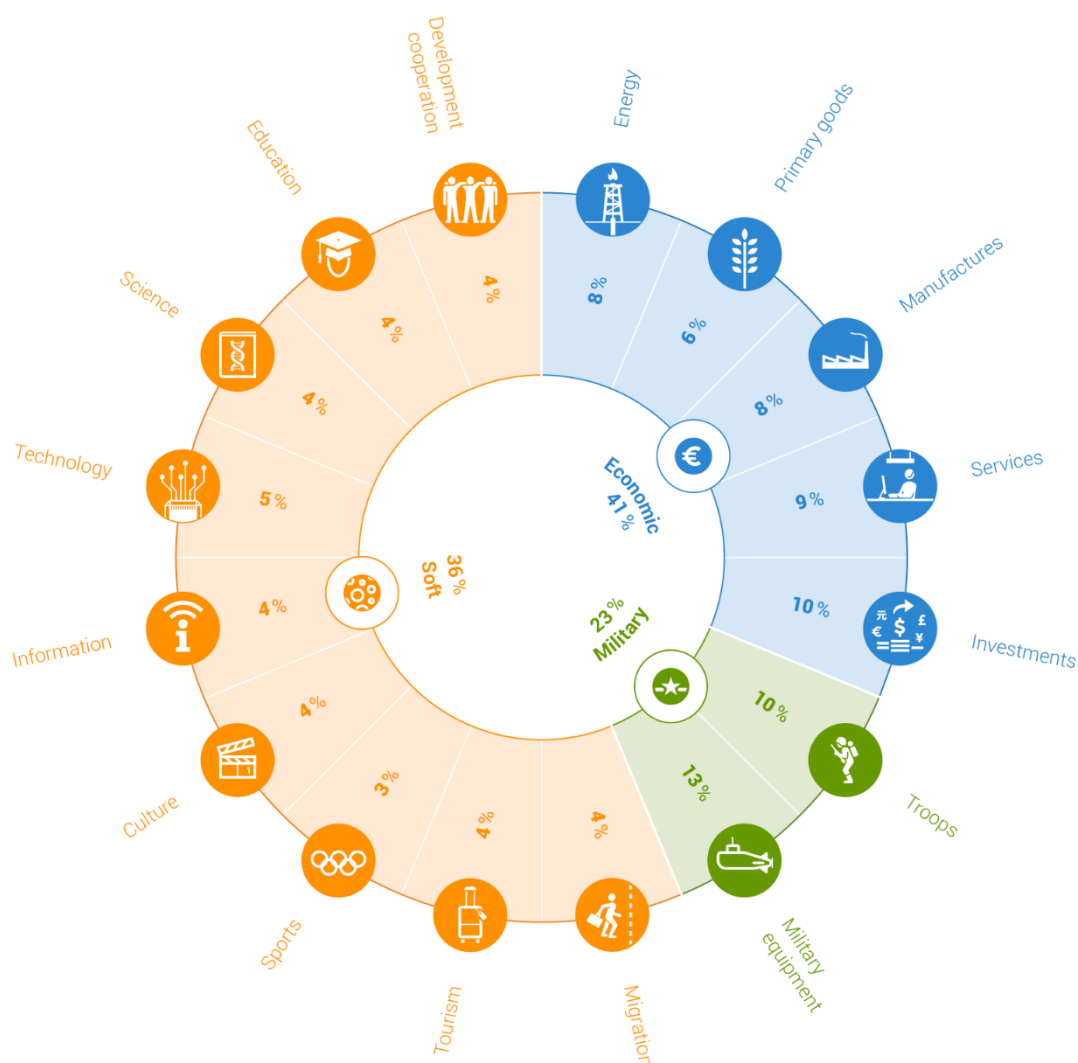 Energy
8%
Primary goods
6%
Manufactures
8%
Services
9%
Investments
元
€
$
£
¥
10%
Troops
10%
Military
equipment
13%
Migration
4%
Tourism
4%
Sports
3%
Culture
1
4%
Information
i
4%
Technology
5%
Science
4%
Education
4%
Development
cooperation
4%
€
Economic
41%
23%
Military
36%
Soft